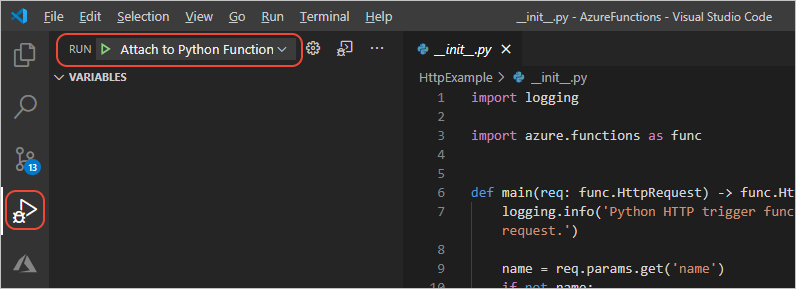 File Edit Selection View Go Run Terminal Help __init__.py - AzureFunctions - Visual Studio Code
RUN Attach to Python Function
VARIABLES
13
__init__.py
HttpExample > __init__.py
1 import logging
2
3 import azure.functions as func
4
5
6 def main(req: func.HttpRequest) -> func.Ht
7 logging.info('Python HTTP trigger func
request.')
8
9 name = req.params.get('name')
10 if not name: